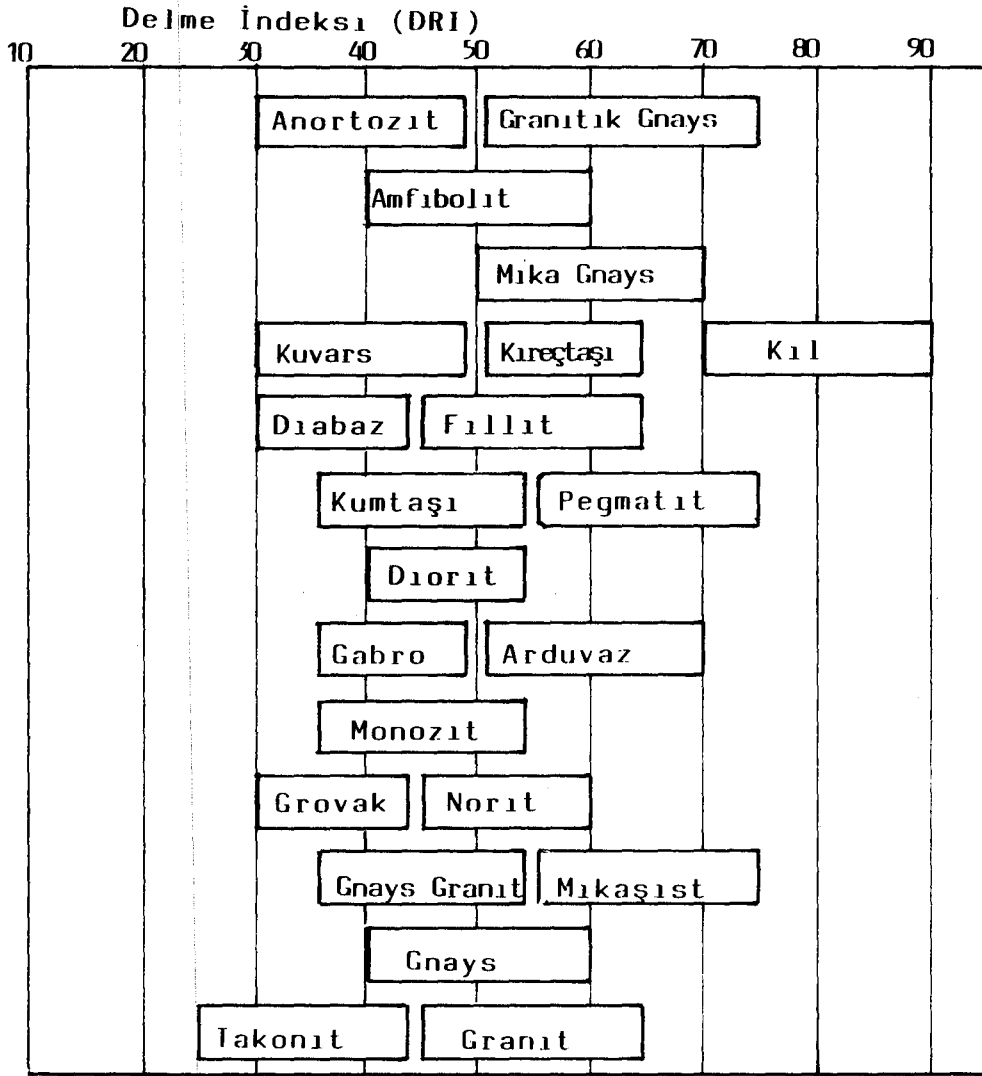 Delme İndeksı (DRI)
10 20 30 40 50 60 70 80 90
Anortozıt Granıtık Gnays
Amfıbolıt
Mıka Gnays
Kuvars Kıreçtaşı Kıl
Dıabaz Fıllıt
Kumtaşı Pegmatıt
Dıorıt
Gabro Arduvaz
Monozıt
Grovak Norıt
Gnays Granıt Mıkaşıst
Gnays
Takonıt Granıt